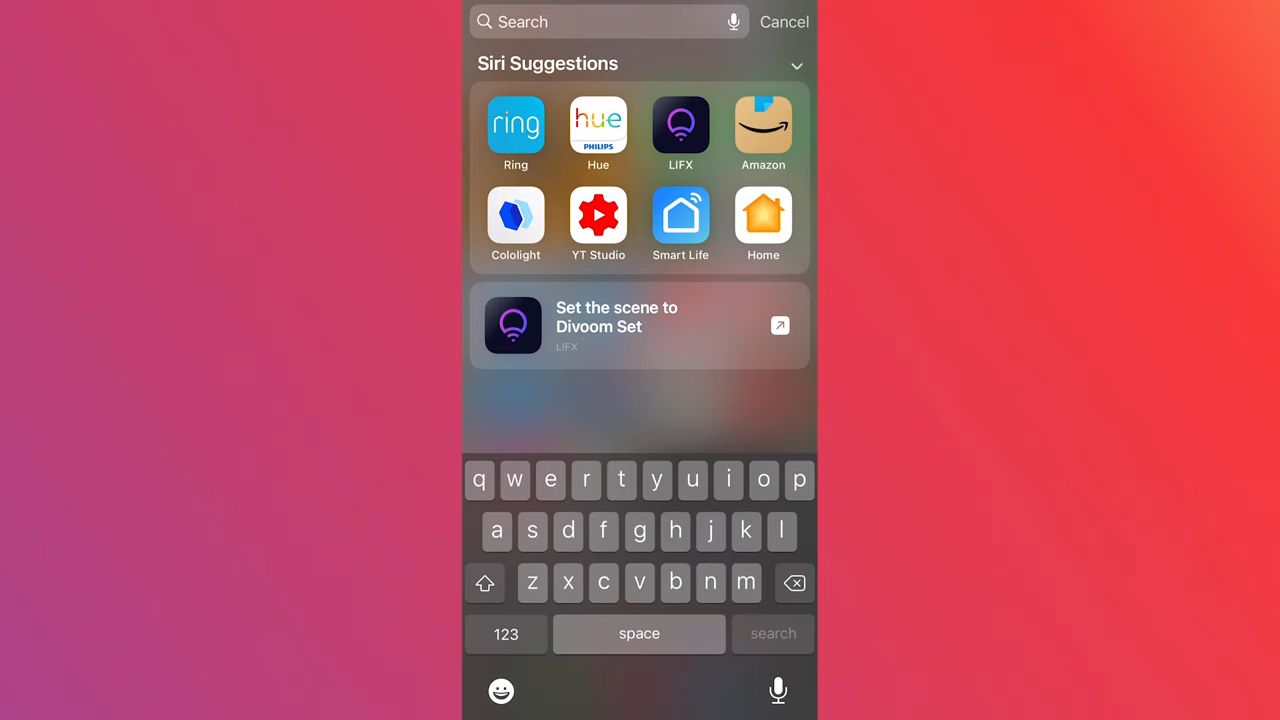 Search
Cancel
Siri Suggestions
ring
hue
PHILIPS
Ring
Hue
LIFX
Amazon
Cololight
YT Studio
Smart Life
Home
Set the scene to
Divoom Set
LIFX
q w e r t y u i o p
a s d f g h j k l
z x c v b n m
123
space
search